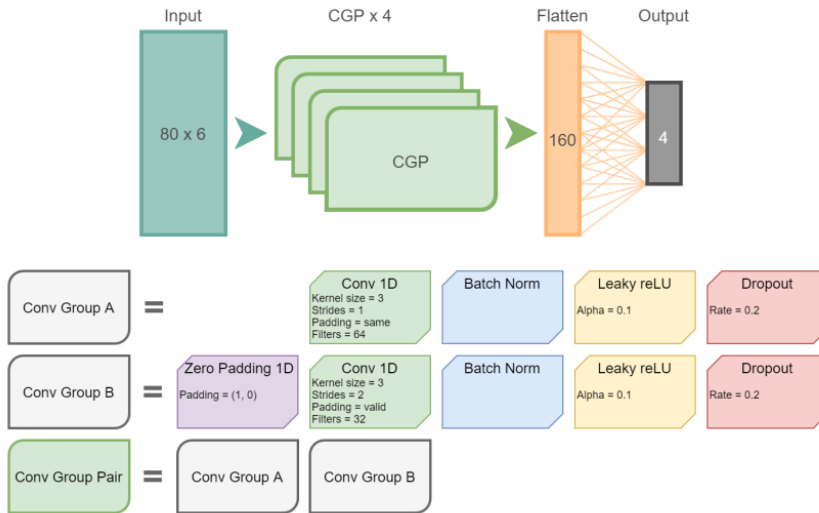 Input
CGP x 4
Flatten
Output
80 x 6
CGP
160
4
Conv Group A
=
Conv 1D
Kernel size = 3
Strides = 1
Padding = same
Filters = 64
Batch Norm
Leaky reLU
Alpha = 0.1
Dropout
Rate = 0.2
Conv Group B
=
Zero Padding 1D
Padding = (1, 0)
Conv 1D
Kernel size = 3
Strides = 2
Padding = valid
Filters = 32
Batch Norm
Leaky reLU
Alpha = 0.1
Dropout
Rate = 0.2
Conv Group Pair
=
Conv Group A
Conv Group B